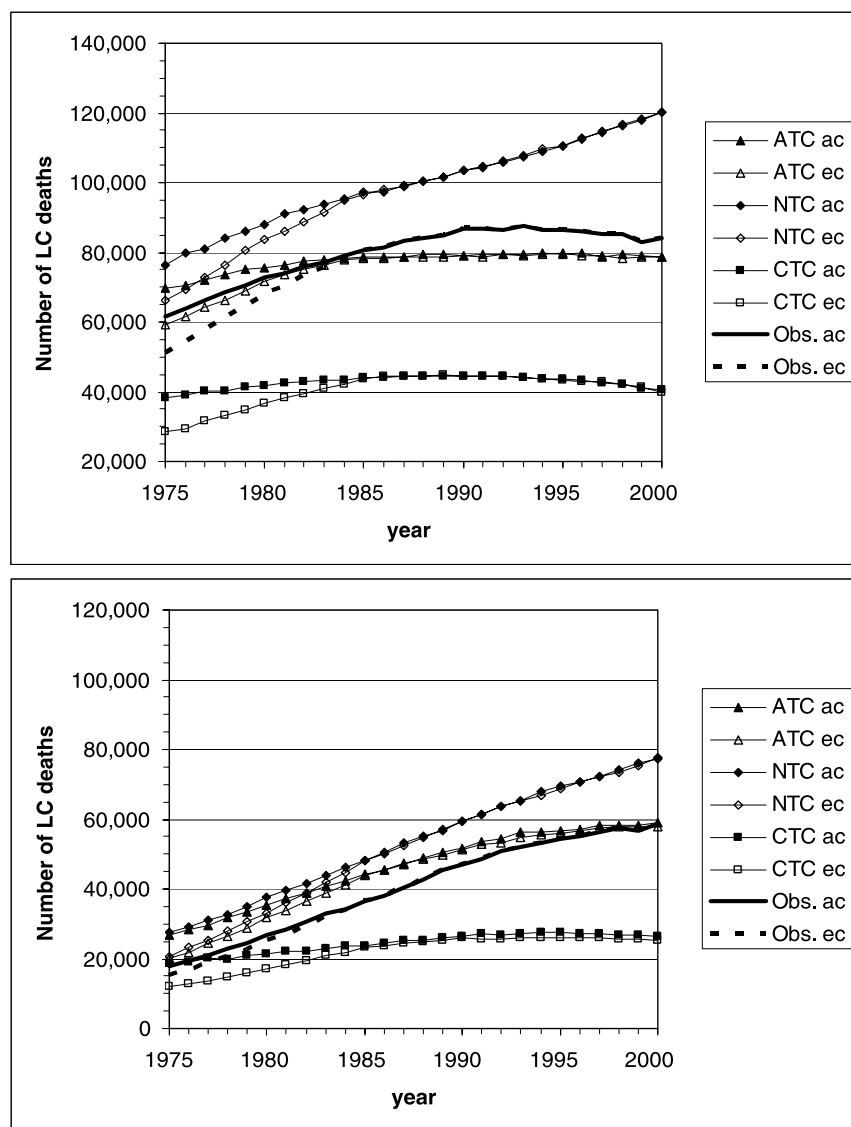 140,000
120,000
100,000
80,000
60,000
40,000
20,000
Number of LC deaths
1975 1980 1985 1990 1995 2000
year
ATC ac
ATC ec
NTC ac
NTC ec
CTC ac
CTC ec
Obs. ac
Obs. ec
120,000
100,000
80,000
60,000
40,000
20,000
0
Number of LC deaths
1975 1980 1985 1990 1995 2000
year
ATC ac
ATC ec
NTC ac
NTC ec
CTC ac
CTC ec
Obs. ac
Obs. ec